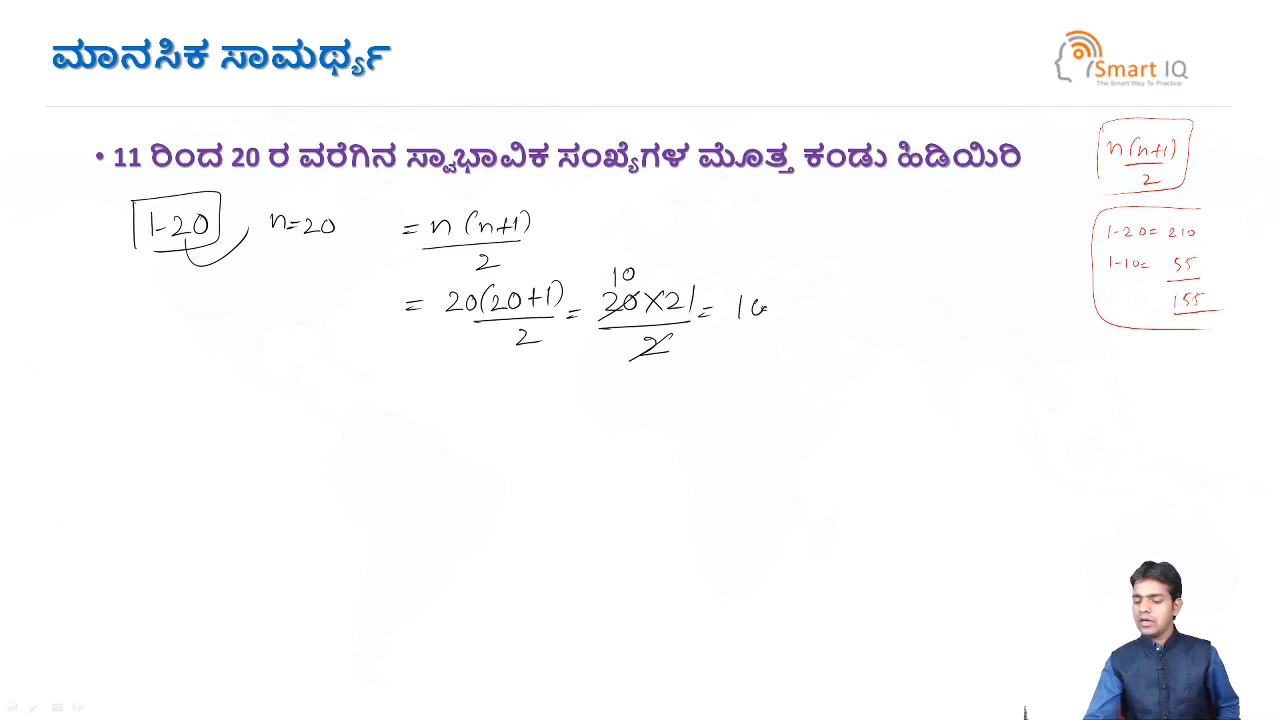 ಮಾನಸಿಕ ಸಾಮರ್ಥ್ಯ
Smart IQ
The Smart Way To Practice
• 11 ರಿಂದ 20 ರ ವರೆಗಿನ ಸ್ವಾಭಾವಿಕ ಸಂಖ್ಯೆಗಳ ಮೊತ್ತ ಕಂಡು ಹಿಡಿಯಿರಿ
n(n+1)
2
1-20 n=20 = n (n+1)
2
1-20= 210
1-10= 55
155
10
= 20(20+1) = 20×21 =
2 2